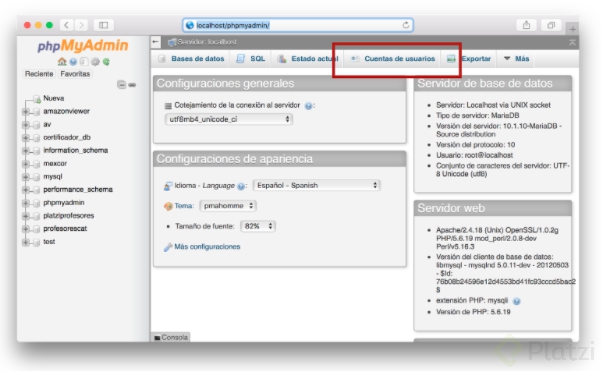 localhost/phpmyadmin/
phpMyAdmin
Reciente Favoritas
Nueva
amazonviewer
av
certificador_db
information_schema
mexcor
mysql
performance_schema
phpmyadmin
platziprofesores
profesorescat
test
Servidor: localhost
Bases de datos SQL Estado actual Cuentas de usuarios Exportar Más
Configuraciones generales
Cotejamiento de la conexión al servidor :
utf8mb4_unicode_ci
Configuraciones de apariencia
Idioma - Language : Español - Spanish
Tema: pmahomme
Tamaño de fuente: 82%
Más configuraciones
Servidor de base de datos
Servidor: Localhost via UNIX socket
Tipo de servidor: MariaDB
Versión del servidor: 10.1.10-MariaDB -
Source distribution
Versión del protocolo: 10
Usuario: root@localhost
Conjunto de caracteres del servidor: UTF-
8 Unicode (utf8)
Servidor web
Apache/2.4.18 (Unix) OpenSSL/1.0.2g
PHP/5.6.19 mod_perl/2.0.8-dev
Perl/v5.16.3
Versión del cliente de base de datos:
libmysql - mysqlnd 5.0.11-dev - 20120503
- $Id:
76b08b24596e12d4553bd41fc93cccd5bac2
$
extensión PHP: mysqli
Versión de PHP: 5.6.19
Consola
Platzi